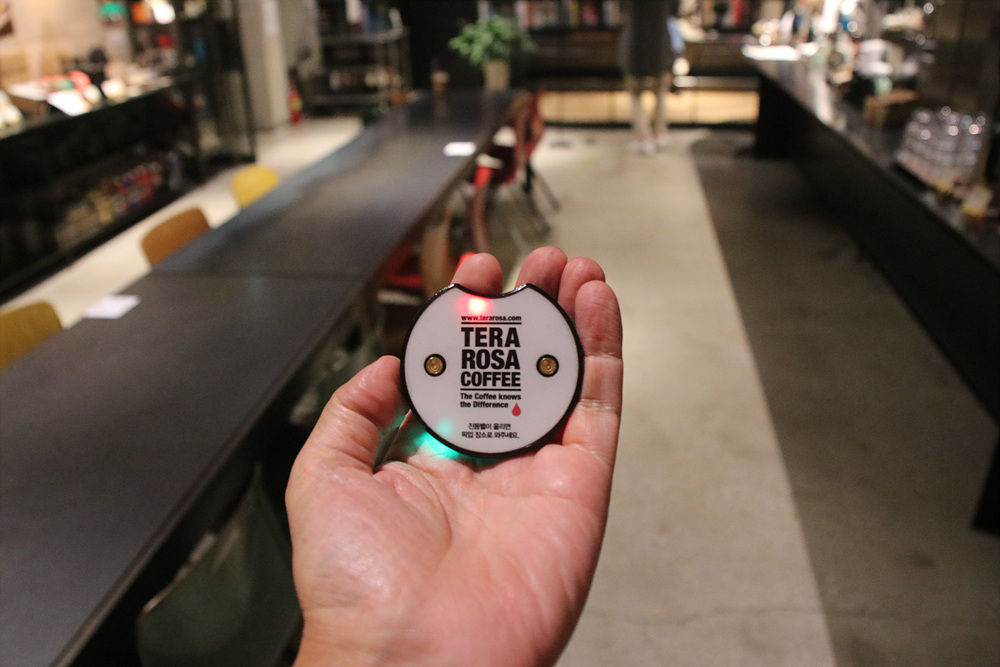 www.terarosa.com
TERA
ROSA
COFFEE
The Coffee knows
the Difference
진동벨이 울리면
픽업 장소로 와주세요.